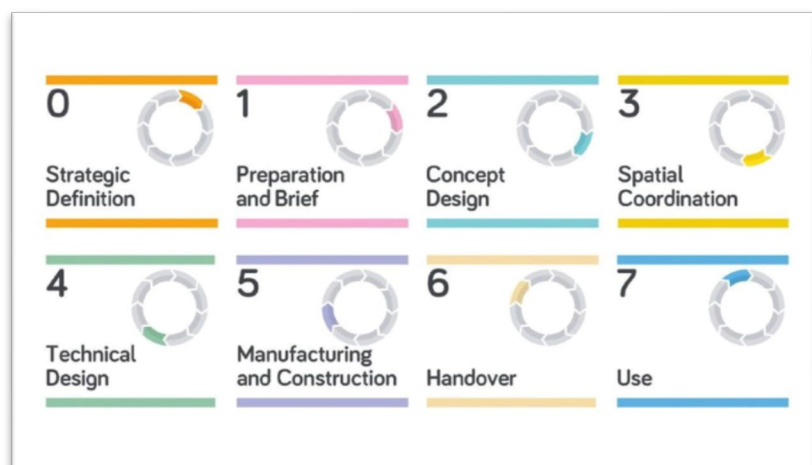 0
Strategic
Definition
1
Preparation
and Brief
2
Concept
Design
3
Spatial
Coordination
4
Technical
Design
5
Manufacturing
and Construction
6
Handover
7
Use